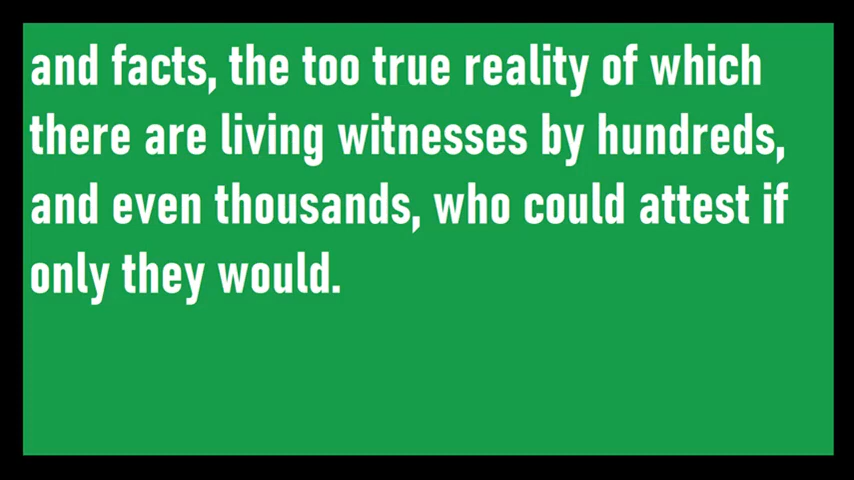 and facts, the too true reality of which
there are living witnesses by hundreds,
and even thousands, who could attest if
only they would.